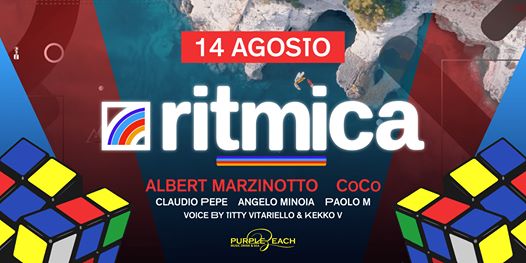 14 AGOSTO
ritmica
ALBERT MARZINOTTO CoCo
CLAUDIO PEPE ANGELO MINOIA PAOLO M
VOICE BY TITTY VITARIELLO & KEKKO V
PURPLE BEACH